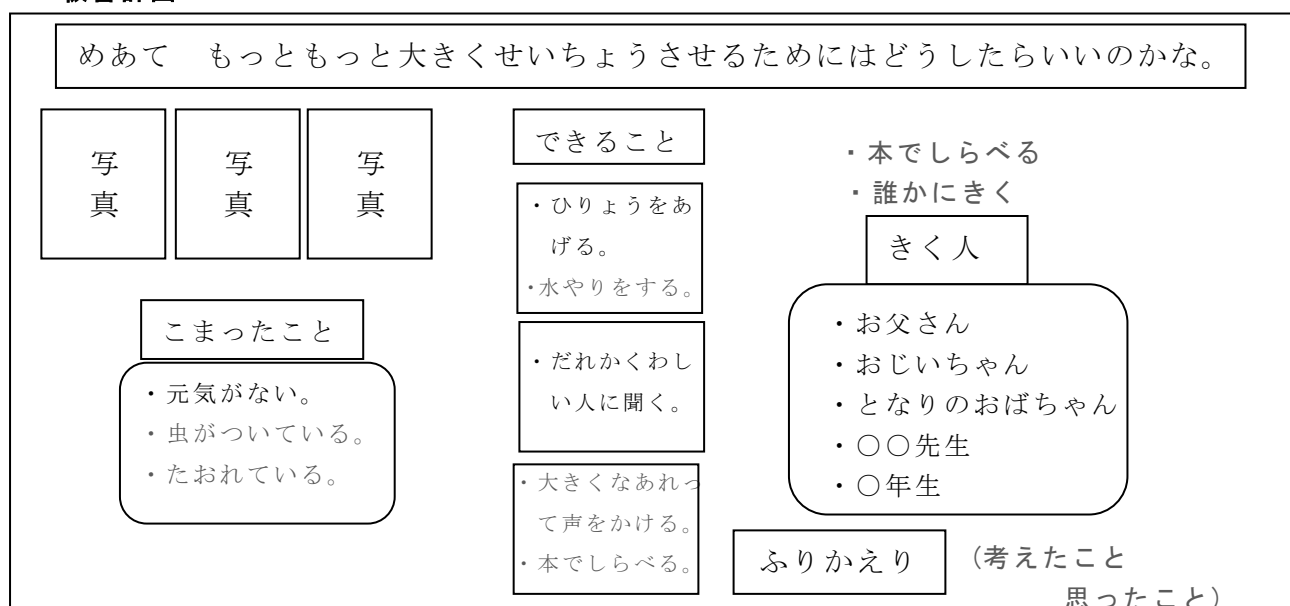 めあて　もっともっと大きくせいちょうさせるためにはどうしたらいいのかな。
写真
写真
写真
こまったこと
・元気がない。
・虫がついている。
・たおれている。
できること
・ひりょうをあ
げる。
・水やりをする。
・だれかくわし
い人に聞く。
・大きくなあれっ
て声をかける。
・本でしらべる。
・本でしらべる
・誰かにきく
きく人
・お父さん
・おじいちゃん
・となりのおばちゃん
・〇〇先生
・〇年生
ふりかえり
（考えたこと
思ったこと）